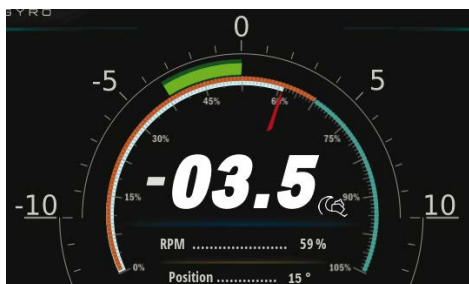 GYRO
0
-5 5
45% 60%
30% 75%
-03.5
-10 15% 90% 10
RPM ...................... 59 %
0% 105%
Position .............. 15 °